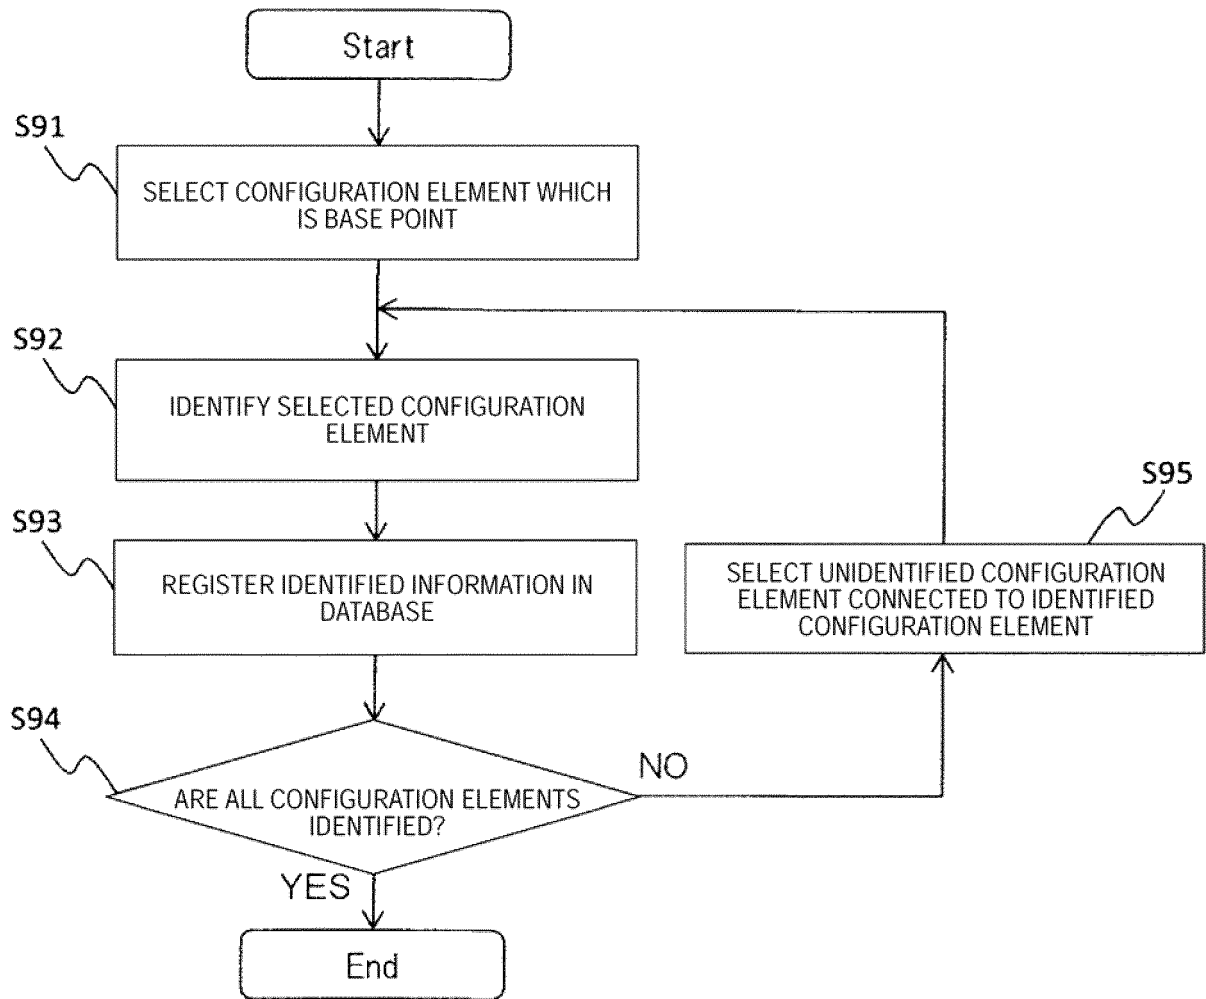 Start
S91
SELECT CONFIGURATION ELEMENT WHICH
IS BASE POINT
S92
IDENTIFY SELECTED CONFIGURATION
ELEMENT
S93
REGISTER IDENTIFIED INFORMATION IN
DATABASE
S95
SELECT UNIDENTIFIED CONFIGURATION
ELEMENT CONNECTED TO IDENTIFIED
CONFIGURATION ELEMENT
S94
ARE ALL CONFIGURATION ELEMENTS
IDENTIFIED?
NO
YES
End